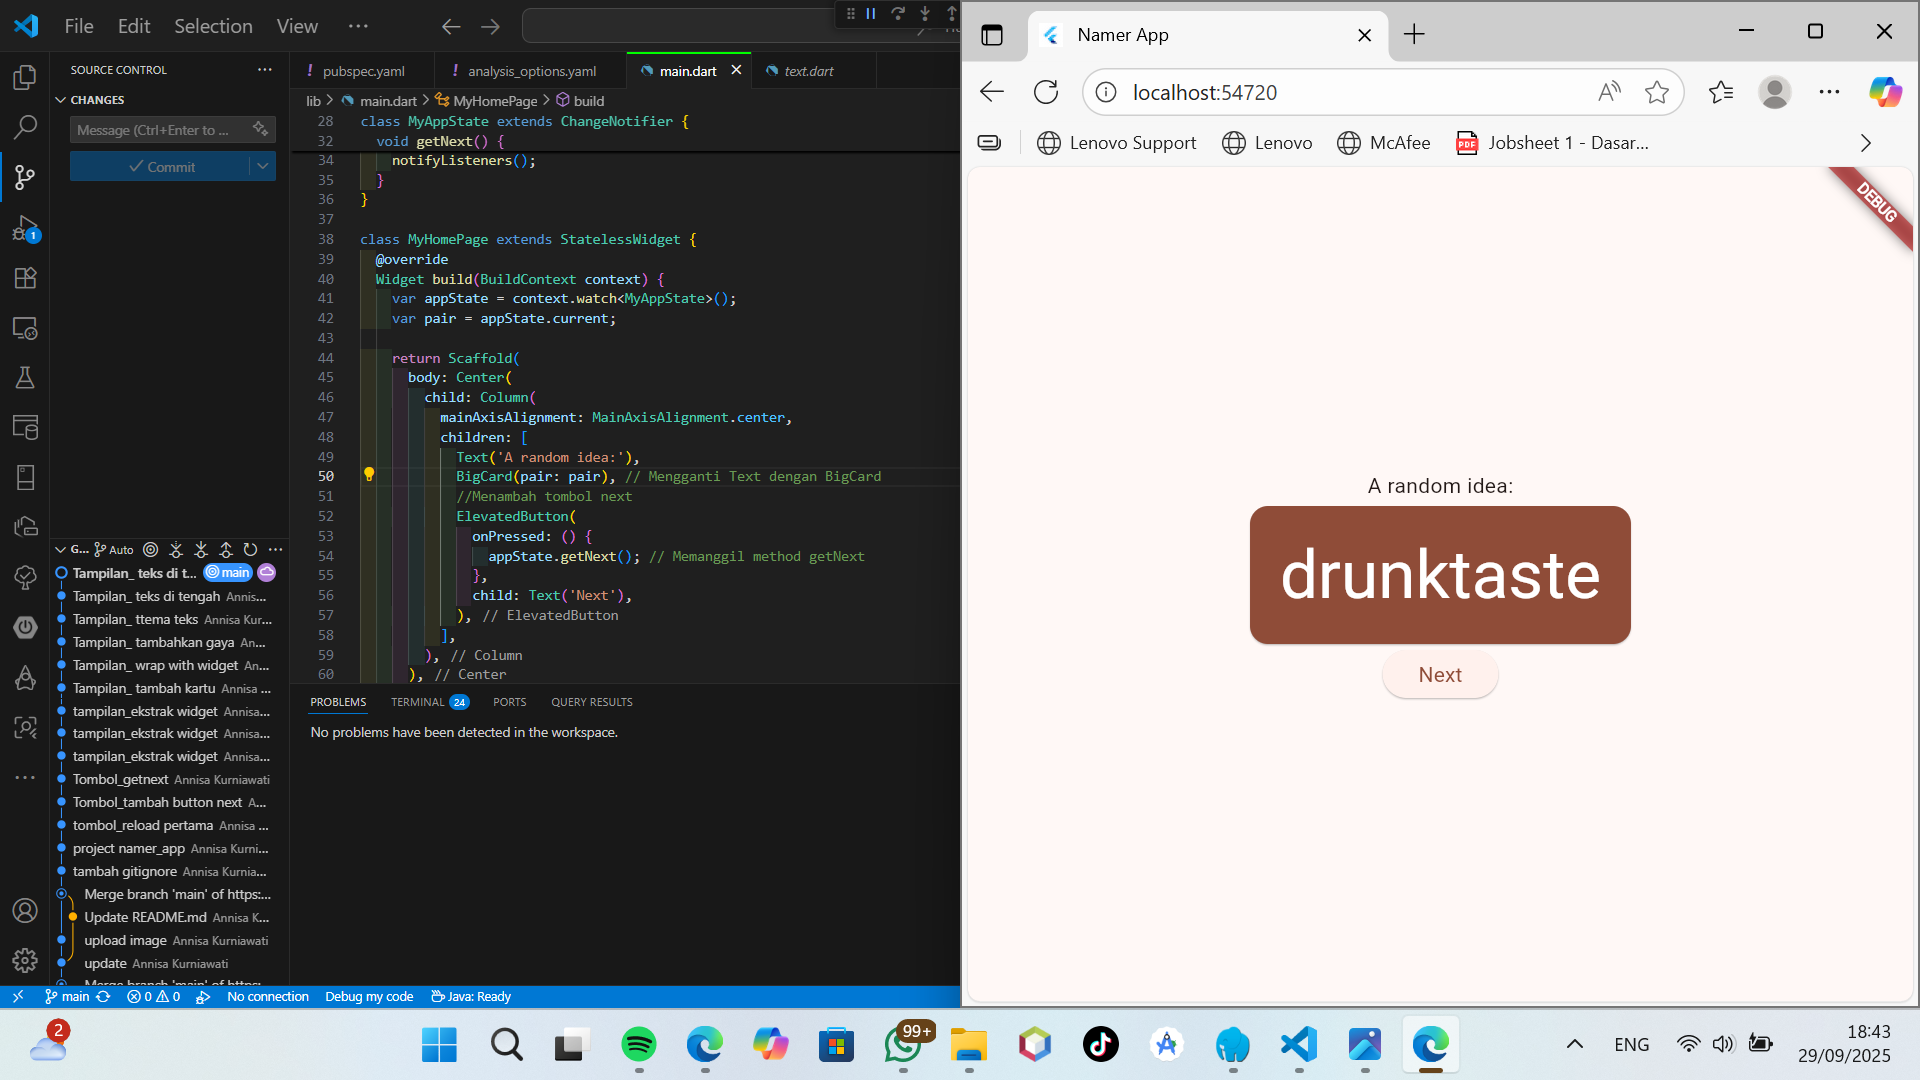 File Edit Selection View
SOURCE CONTROL
CHANGES
Message (Ctrl+Enter to ...
Commit
1
G... Auto
Tampilan_ teks di t... main
Tampilan_ teks di tengah Annis...
Tampilan_ ttema teks Annisa Kur...
Tampilan_ tambahkan gaya An...
Tampilan_ wrap with widget An...
Tampilan_ tambah kartu Annisa ...
tampilan_ekstrak widget Annisa...
tampilan_ekstrak widget Annisa...
tampilan_ekstrak widget Annisa...
Tombol_getnext Annisa Kurniawati
Tombol_tambah button next A...
tombol_reload pertama Annisa ...
project namer_app Annisa Kurni...
tambah gitignore Annisa Kurnia...
Merge branch 'main' of https:...
Update README.md Annisa K...
upload image Annisa Kurniawati
update Annisa Kurniawati
Merge branch 'main' of https:...
pubspec.yaml analysis_options.yaml main.dart text.dart
lib > main.dart > MyHomePage > build
28 class MyAppState extends ChangeNotifier {
32 void getNext() {
34 notifyListeners();
35 }
36 }
37
38 class MyHomePage extends StatelessWidget {
39 @override
40 Widget build(BuildContext context) {
41 var appState = context.watch<MyAppState>();
42 var pair = appState.current;
43
44 return Scaffold(
45 body: Center(
46 child: Column(
47 mainAxisAlignment: MainAxisAlignment.center,
48 children: [
49 Text('A random idea:'),
50 BigCard(pair: pair), // Mengganti Text dengan BigCard
51 //Menambah tombol next
52 ElevatedButton(
53 onPressed: () {
54 appState.getNext(); // Memanggil method getNext
55 },
56 child: Text('Next'),
57 ), // ElevatedButton
58 ],
59 ), // Column
60 ), // Center
PROBLEMS TERMINAL 24 PORTS QUERY RESULTS
No problems have been detected in the workspace.
main 0 0 No connection Debug my code Java: Ready
Namer App
localhost:54720
Lenovo Support Lenovo McAfee PDF Jobsheet 1 - Dasar...
DEBUG
A random idea:
drunktaste
Next
2
99+
ENG
18:43
29/09/2025